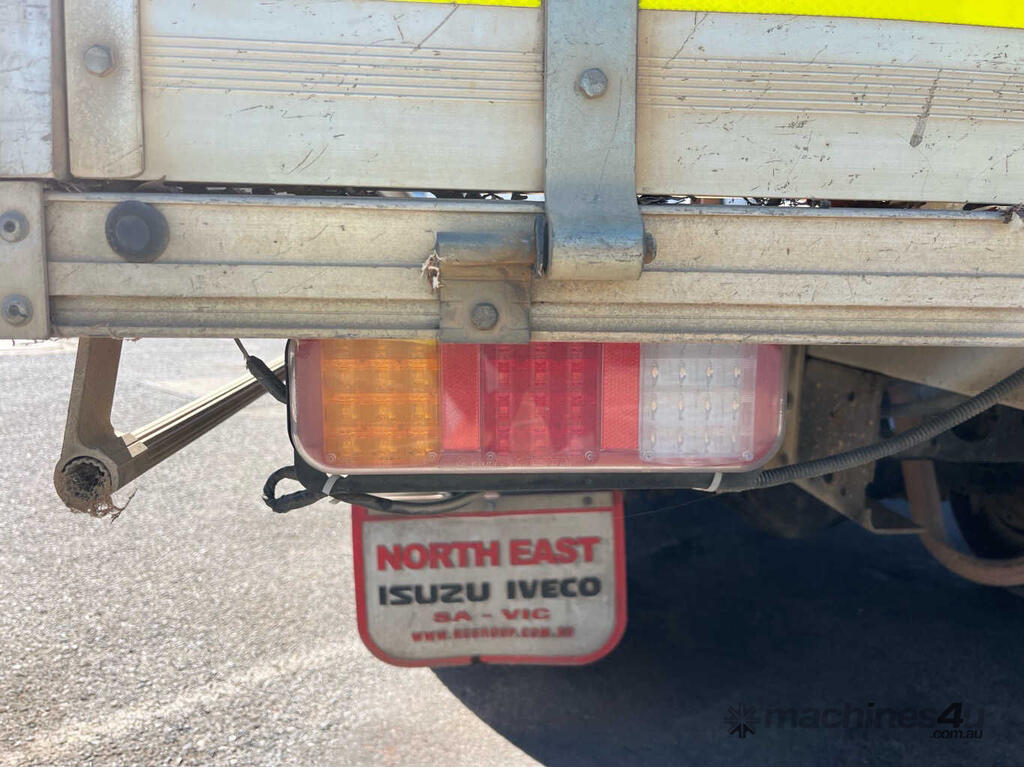 NORTH EAST
ISUZU IVECO
SA - VIC
machines4u
.com.au